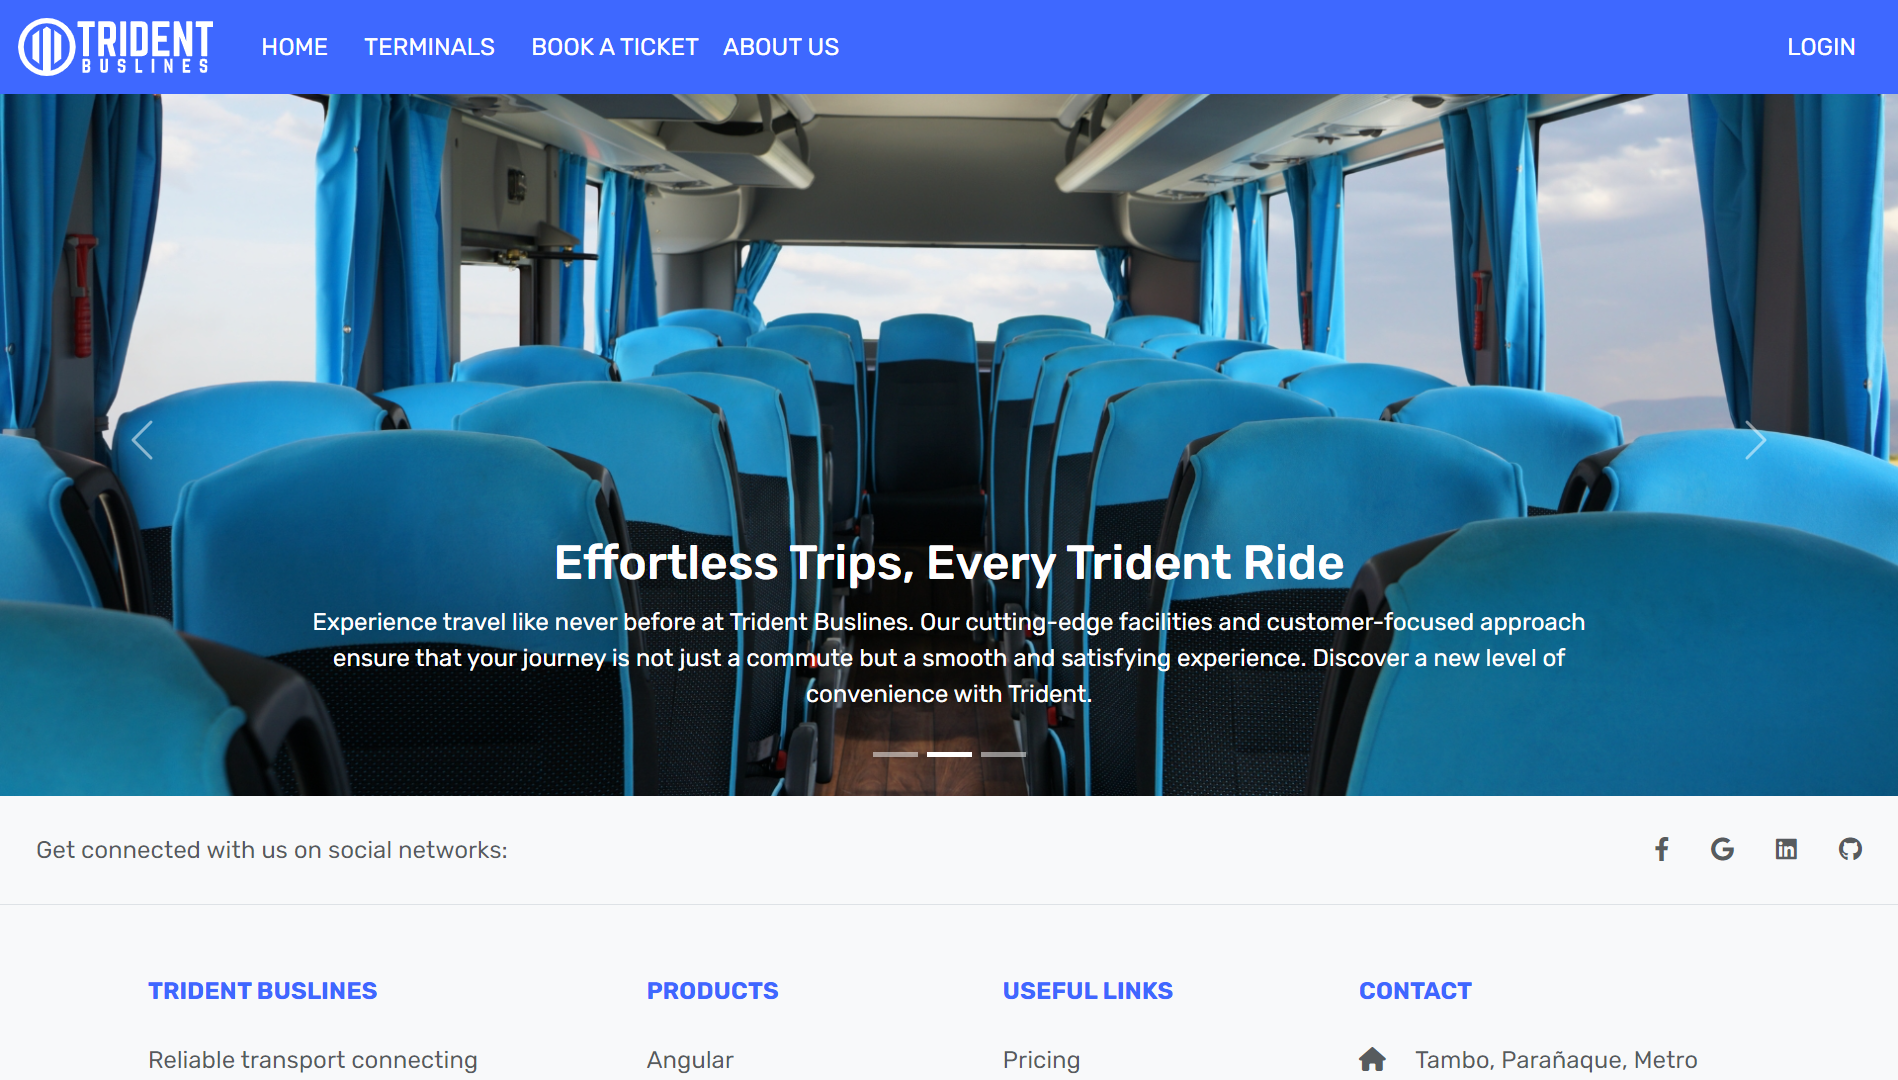 TRIDENT
BUSLINES
HOME TERMINALS BOOK A TICKET ABOUT US LOGIN
Effortless Trips, Every Trident Ride
Experience travel like never before at Trident Buslines. Our cutting-edge facilities and customer-focused approach
ensure that your journey is not just a commute but a smooth and satisfying experience. Discover a new level of
convenience with Trident.
Get connected with us on social networks:
TRIDENT BUSLINES
Reliable transport connecting
PRODUCTS
Angular
USEFUL LINKS
Pricing
CONTACT
Tambo, Parañaque, Metro